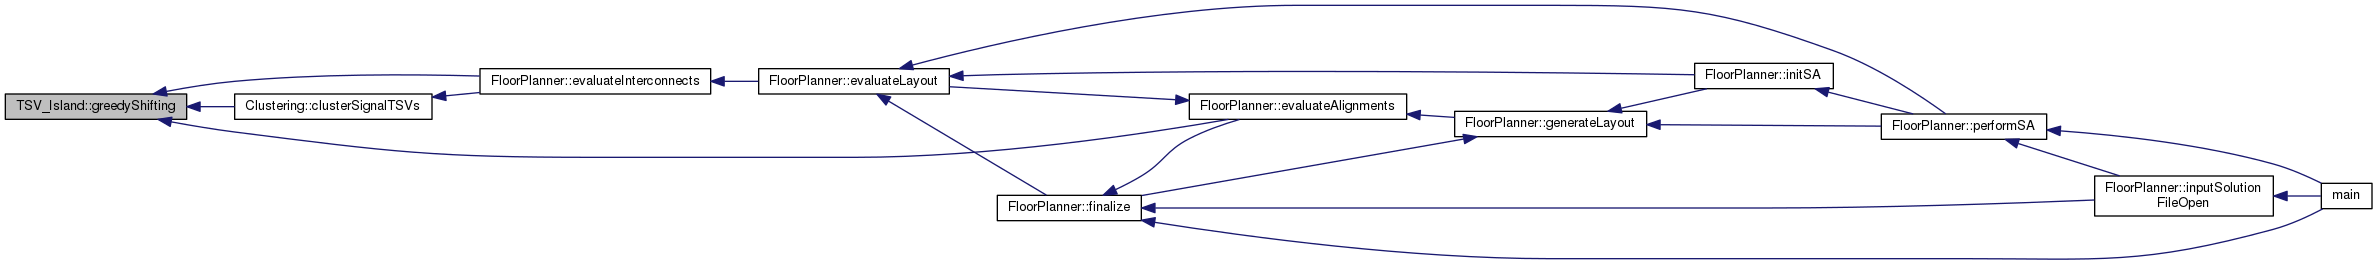 TSV_Island::greedyShifting
Clustering::clusterSignalTSVs
FloorPlanner::evaluateInterconnects
FloorPlanner::evaluateLayout
FloorPlanner::finalize
FloorPlanner::evaluateAlignments
FloorPlanner::generateLayout
FloorPlanner::initSA
FloorPlanner::performSA
FloorPlanner::inputSolution
FileOpen
main